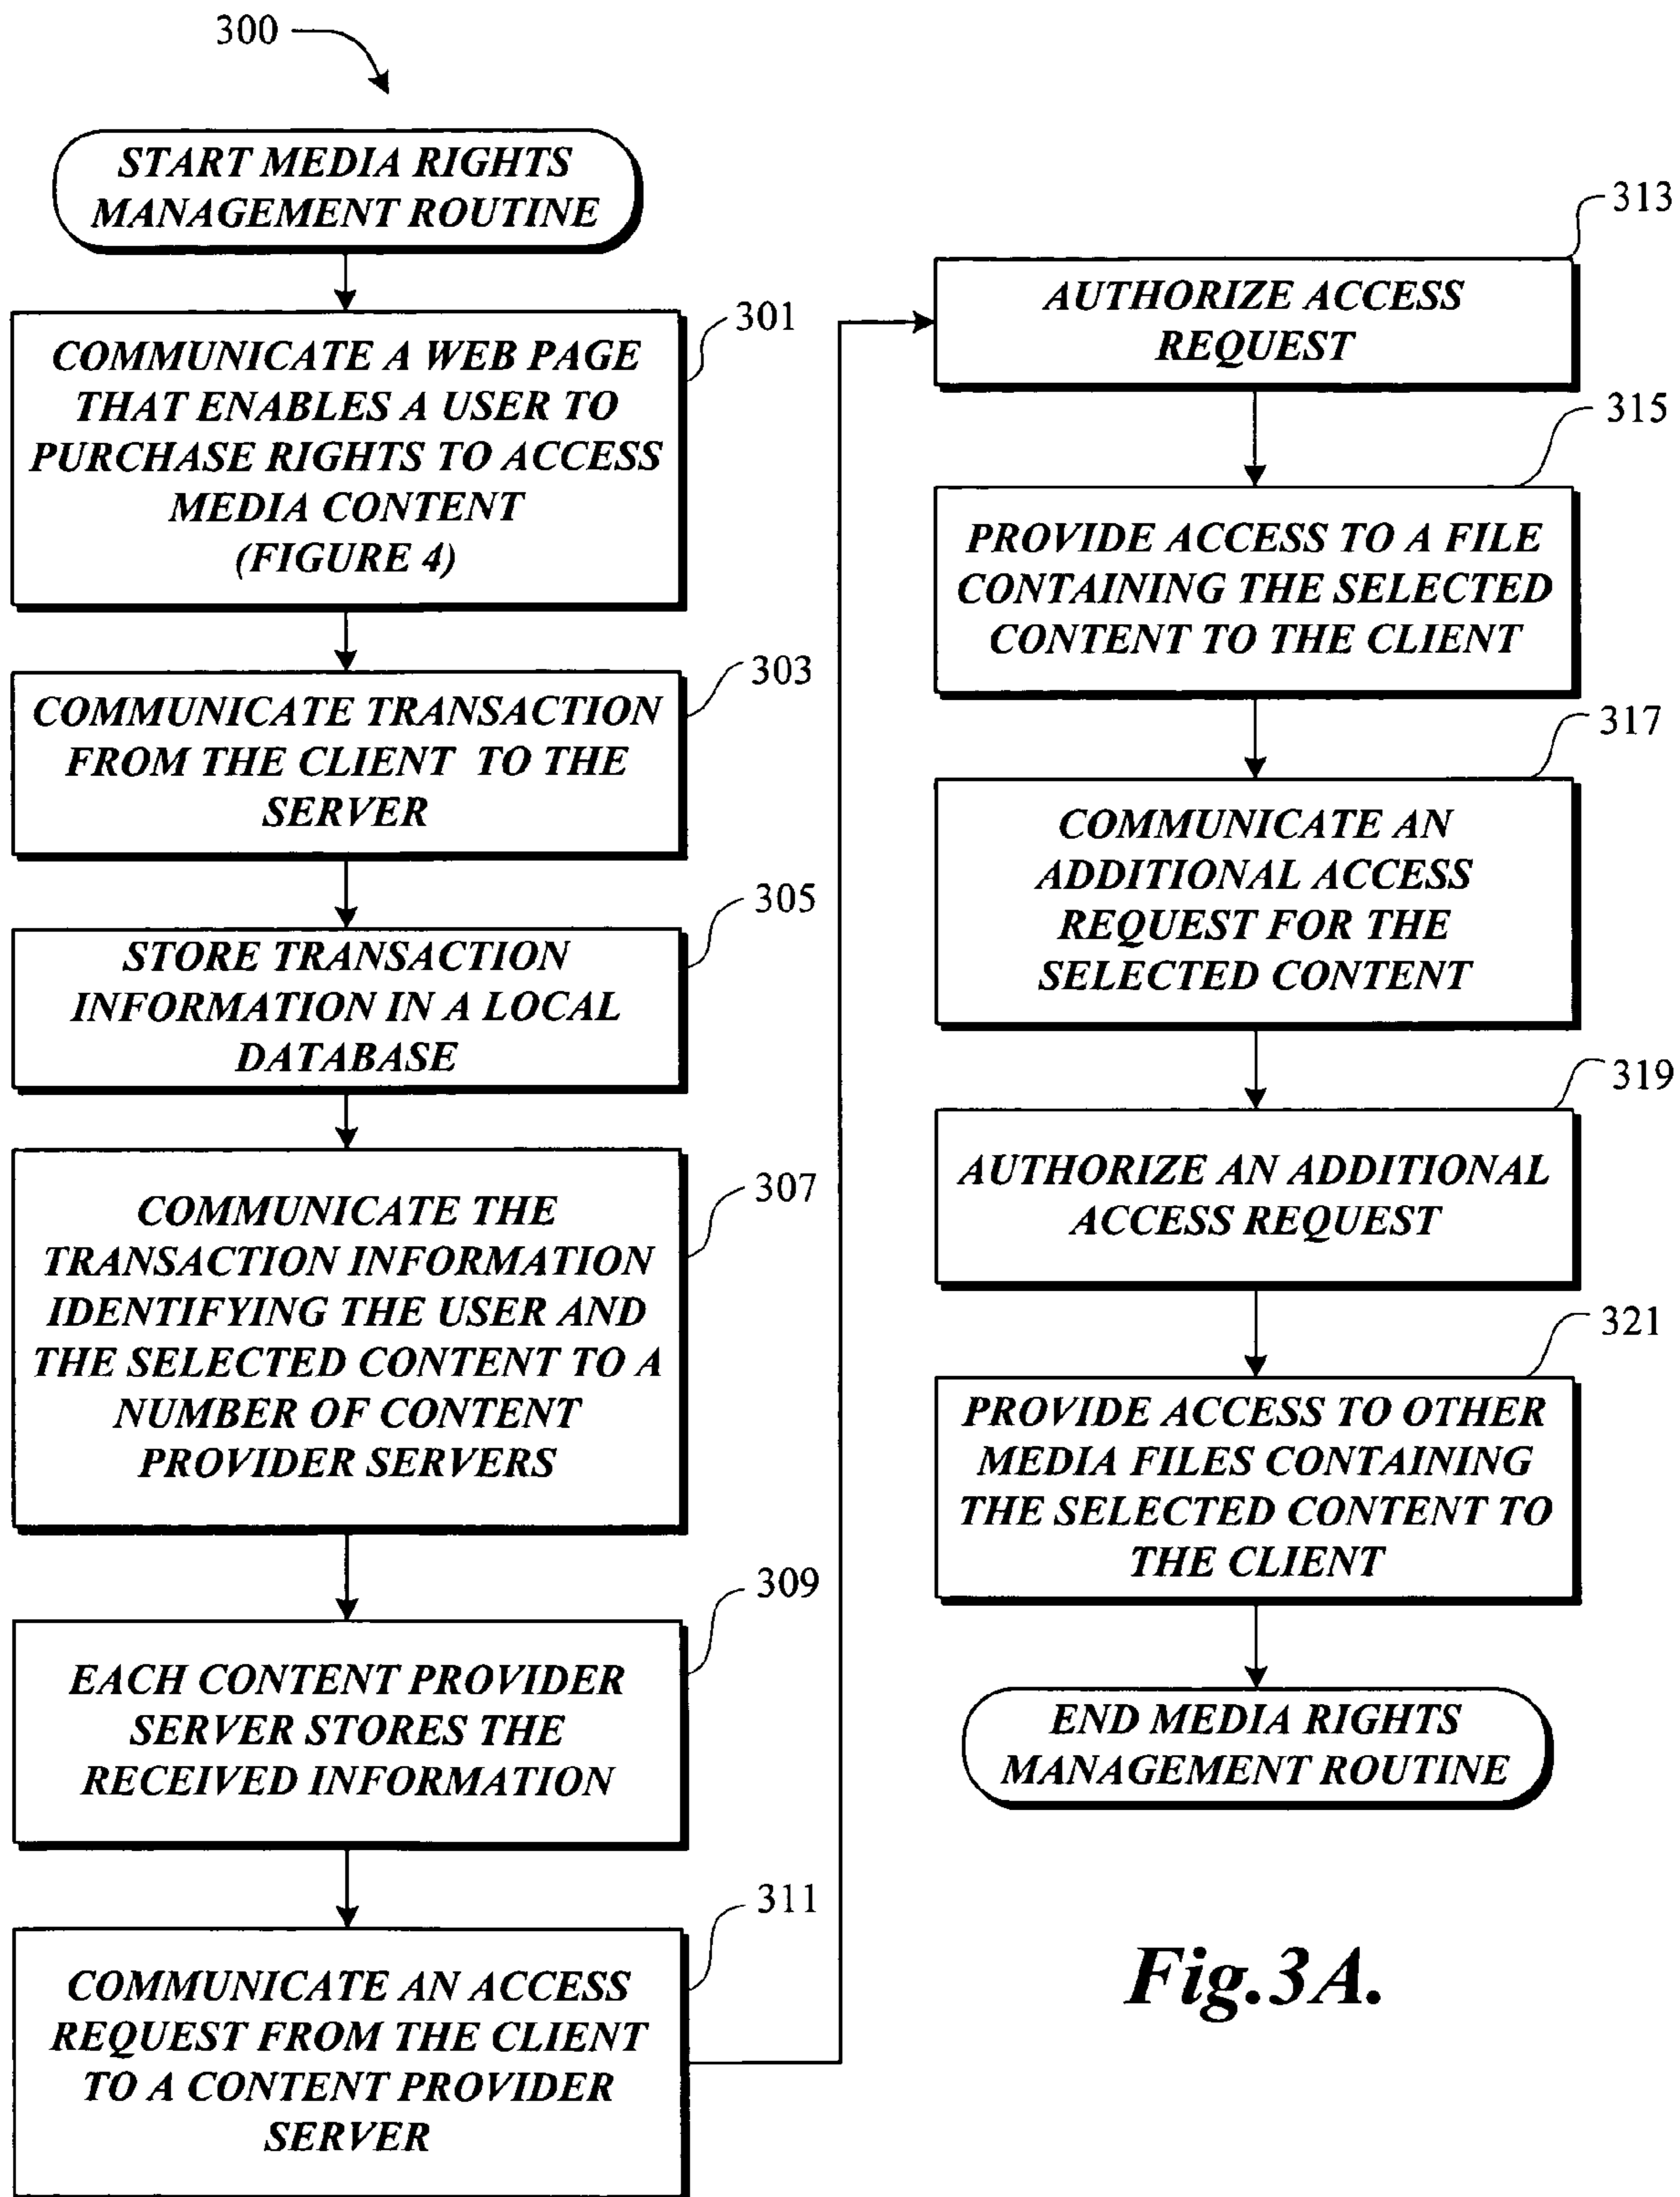 300
START MEDIA RIGHTS
MANAGEMENT ROUTINE
301
COMMUNICATE A WEB PAGE
THAT ENABLES A USER TO
PURCHASE RIGHTS TO ACCESS
MEDIA CONTENT
(FIGURE 4)
303
COMMUNICATE TRANSACTION
FROM THE CLIENT TO THE
SERVER
305
STORE TRANSACTION
INFORMATION IN A LOCAL
DATABASE
307
COMMUNICATE THE
TRANSACTION INFORMATION
IDENTIFYING THE USER AND
THE SELECTED CONTENT TO A
NUMBER OF CONTENT
PROVIDER SERVERS
309
EACH CONTENT PROVIDER
SERVER STORES THE
RECEIVED INFORMATION
311
COMMUNICATE AN ACCESS
REQUEST FROM THE CLIENT
TO A CONTENT PROVIDER
SERVER
313
AUTHORIZE ACCESS
REQUEST
315
PROVIDE ACCESS TO A FILE
CONTAINING THE SELECTED
CONTENT TO THE CLIENT
317
COMMUNICATE AN
ADDITIONAL ACCESS
REQUEST FOR THE
SELECTED CONTENT
319
AUTHORIZE AN ADDITIONAL
ACCESS REQUEST
321
PROVIDE ACCESS TO OTHER
MEDIA FILES CONTAINING
THE SELECTED CONTENT TO
THE CLIENT
END MEDIA RIGHTS
MANAGEMENT ROUTINE
Fig.3A.